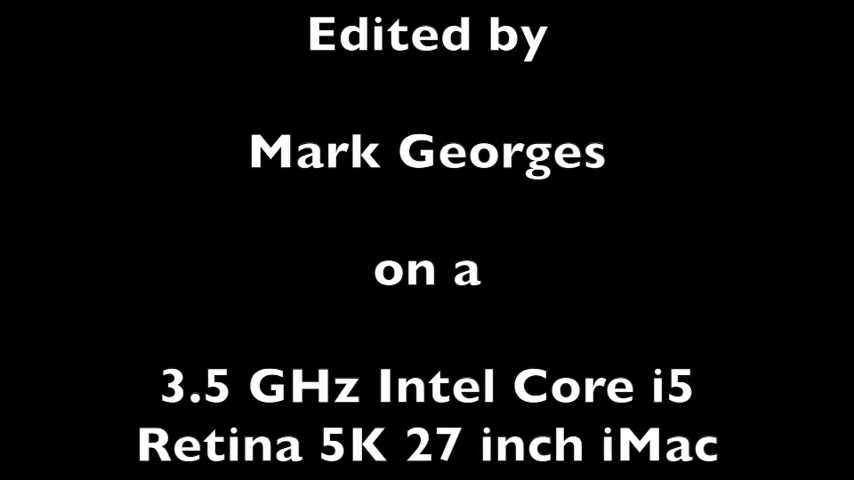 Edited by
Mark Georges
on a
3.5 GHz Intel Core i5
Retina 5K 27 inch iMac